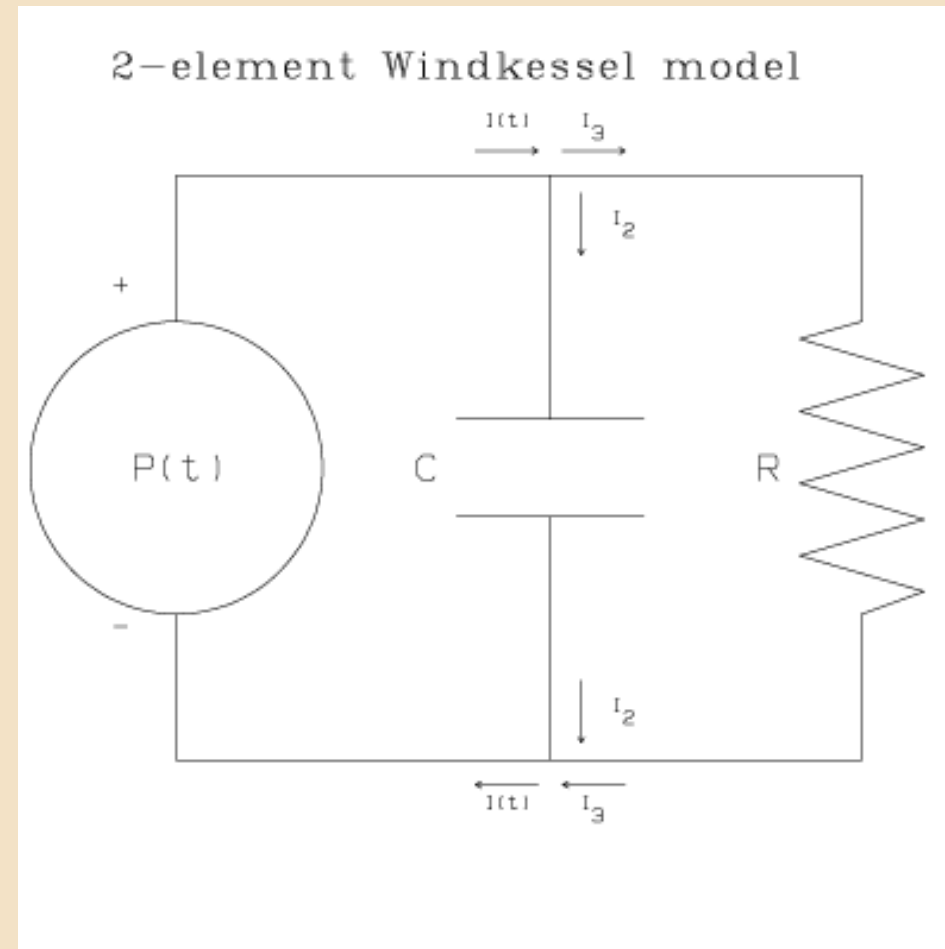 2-element Windkessel model
I(t) I3
I2
+
P(t) C R
-
I2
I(t) I3